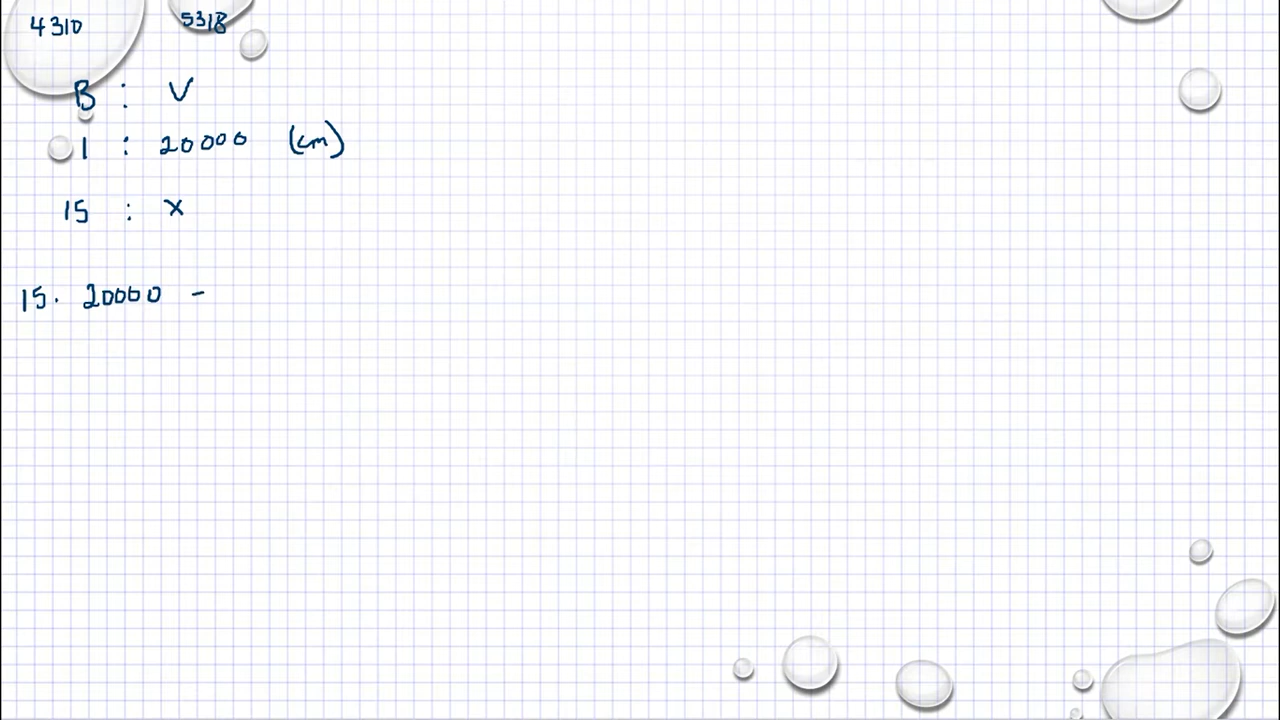 4310 5318
B : V
1 : 20000 (cm)
15 : x
15. 20000 -